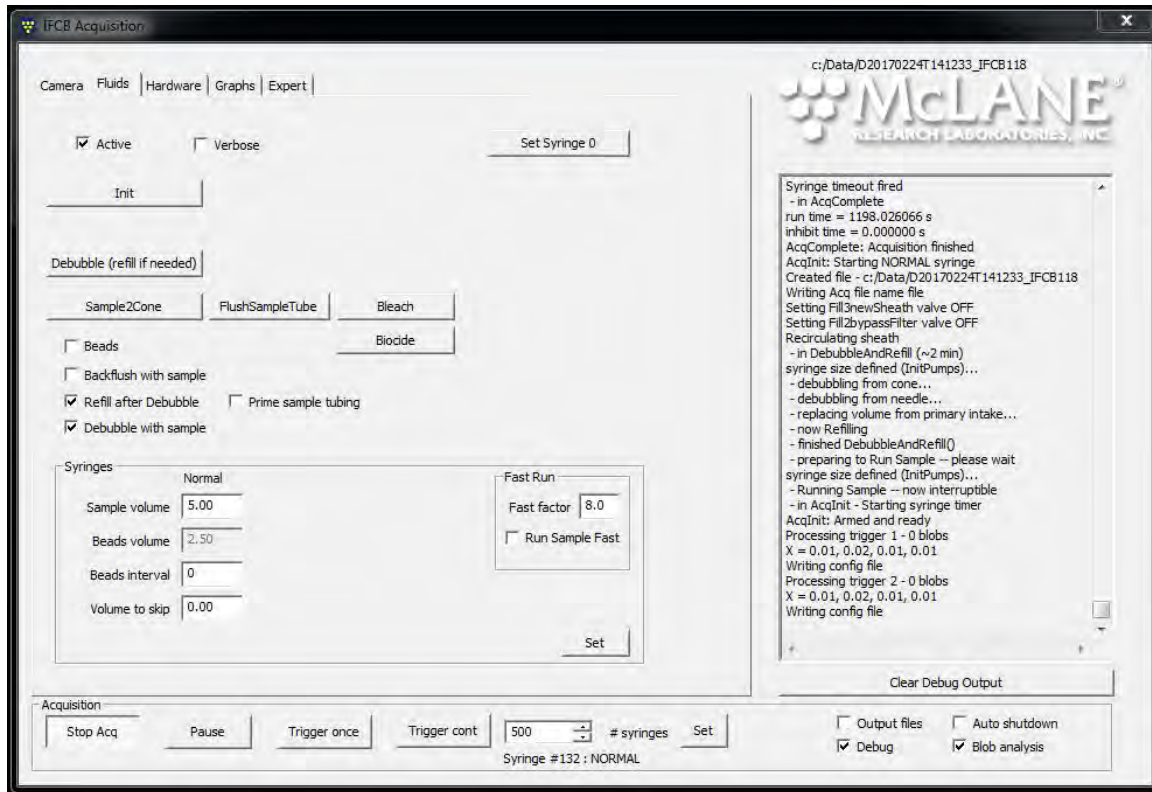 IFCB Acquisition
x
Camera Fluids Hardware Graphs Expert
c:/Data/D20170224T141233_IFCB118
McLANE®
RESEARCH LABORATORIES, INC.
Active Verbose Set Syringe 0
Init
Debubble (refill if needed)
Sample2Cone FlushSampleTube Bleach
Beads Biocide
Backflush with sample
Refill after Debubble Prime sample tubing
Debubble with sample
Syringes
Normal
Sample volume 5.00
Beads volume 2.50
Beads interval 0
Volume to skip 0.00
Fast Run
Fast factor 8.0
Run Sample Fast
Set
Syringe timeout fired
- in AcqComplete
run time = 1198.026066 s
inhibit time = 0.000000 s
AcqComplete: Acquisition finished
AcqInit: Starting NORMAL syringe
Created file - c:/Data/D20170224T141233_IFCB118
Writing Acq file name file
Setting Fill3newSheath valve OFF
Setting Fill2bypassFilter valve OFF
Recirculating sheath
- in DebubbleAndRefill (~2 min)
syringe size defined (InitPumps)...
- debubbling from cone...
- debubbling from needle...
- replacing volume from primary intake...
- now Refilling
- finished DebubbleAndRefill()
- preparing to Run Sample -- please wait
syringe size defined (InitPumps)...
- Running Sample -- now interruptible
- in AcqInit - Starting syringe timer
AcqInit: Armed and ready
Processing trigger 1 - 0 blobs
X = 0.01, 0.02, 0.01, 0.01
Writing config file
Processing trigger 2 - 0 blobs
X = 0.01, 0.02, 0.01, 0.01
Writing config file
Clear Debug Output
Acquisition
Stop Acq Pause Trigger once Trigger cont 500 # syringes Set
Syringe #132 : NORMAL
Output files Auto shutdown
Debug Blob analysis